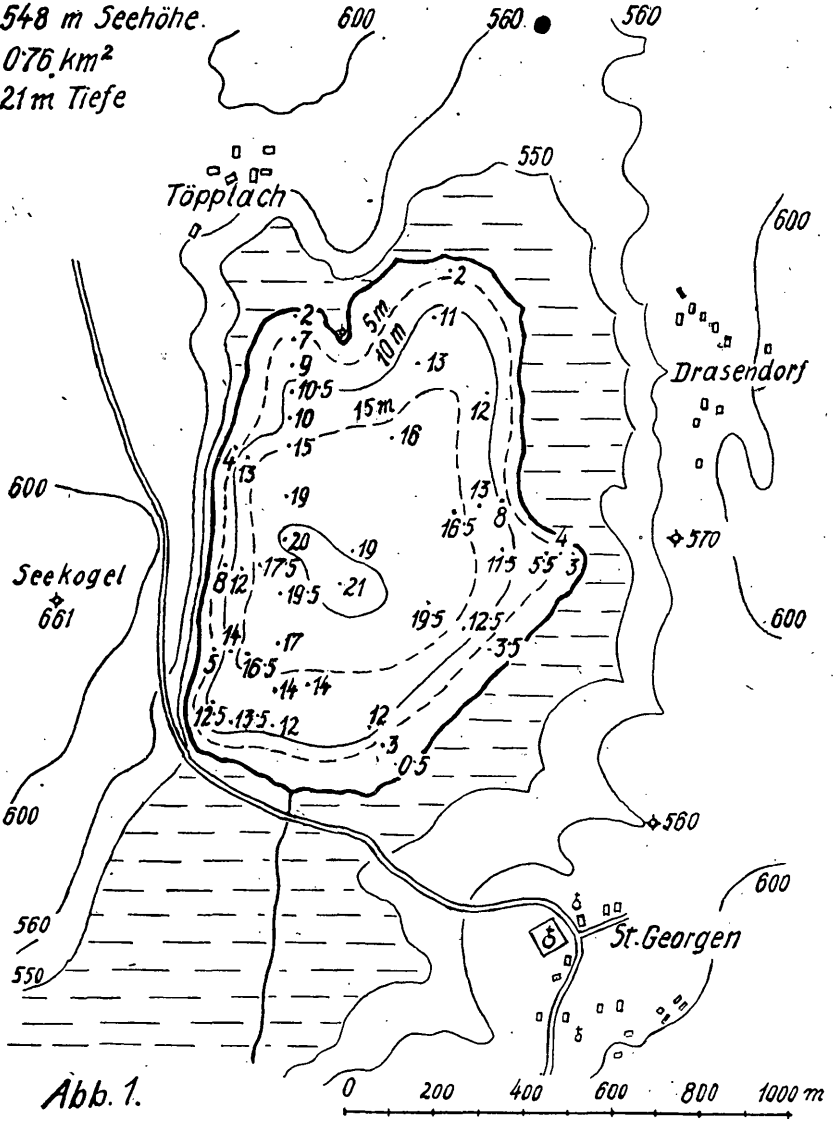 548 m Seehöhe. 600 560 560
0·76 km²
21 m Tiefe
550
Töpplach
600
2
2 5 m 11
7 10 m
9 13 Drasendorf
10·5
10 15 m 12
15 16
4 13
600 19 13
16·5 8
20 19 4 570
Seekogel 8 12 17·5 11·5 5·5 3
661 19·5 21
19·5 12·5 600
14 17 3·5
5 16·5
14 14
12·5 13·5 12 12
3
0·5
600 560
600
560 St. Georgen
550
Abb. 1. 0 200 400 600 800 1000 m